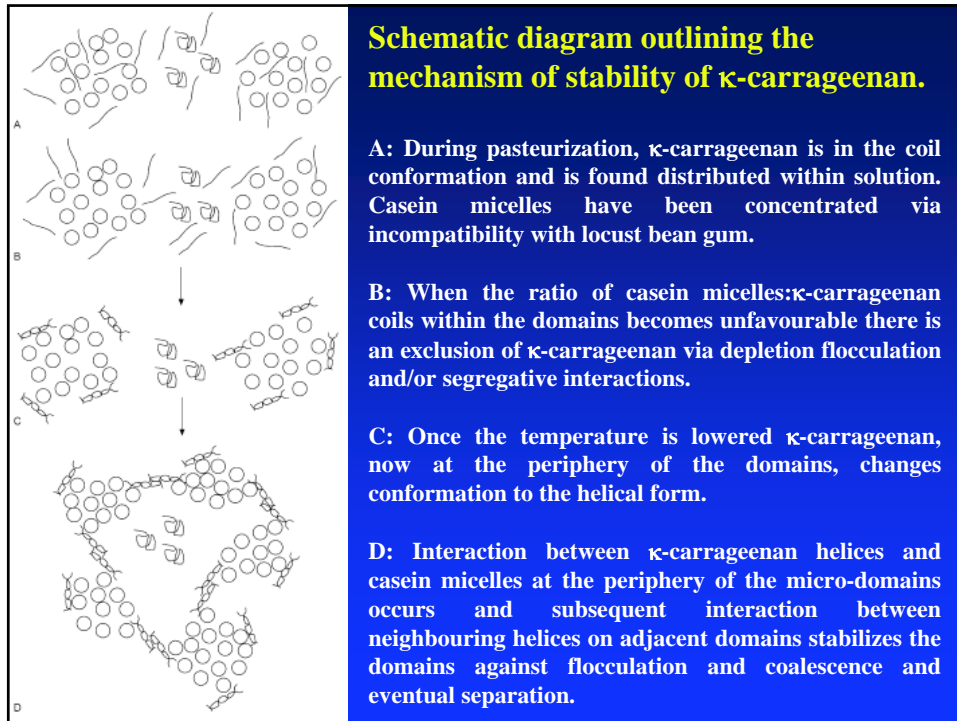 Schematic diagram outlining the
mechanism of stability of κ-carrageenan.
A: During pasteurization, κ-carrageenan is in the coil
conformation and is found distributed within solution.
Casein micelles have been concentrated via
incompatibility with locust bean gum.
B: When the ratio of casein micelles:κ-carrageenan
coils within the domains becomes unfavourable there is
an exclusion of κ-carrageenan via depletion flocculation
and/or segregative interactions.
C: Once the temperature is lowered κ-carrageenan,
now at the periphery of the domains, changes
conformation to the helical form.
D: Interaction between κ-carrageenan helices and
casein micelles at the periphery of the micro-domains
occurs and subsequent interaction between
neighbouring helices on adjacent domains stabilizes the
domains against flocculation and coalescence and
eventual separation.
A
B
C
D